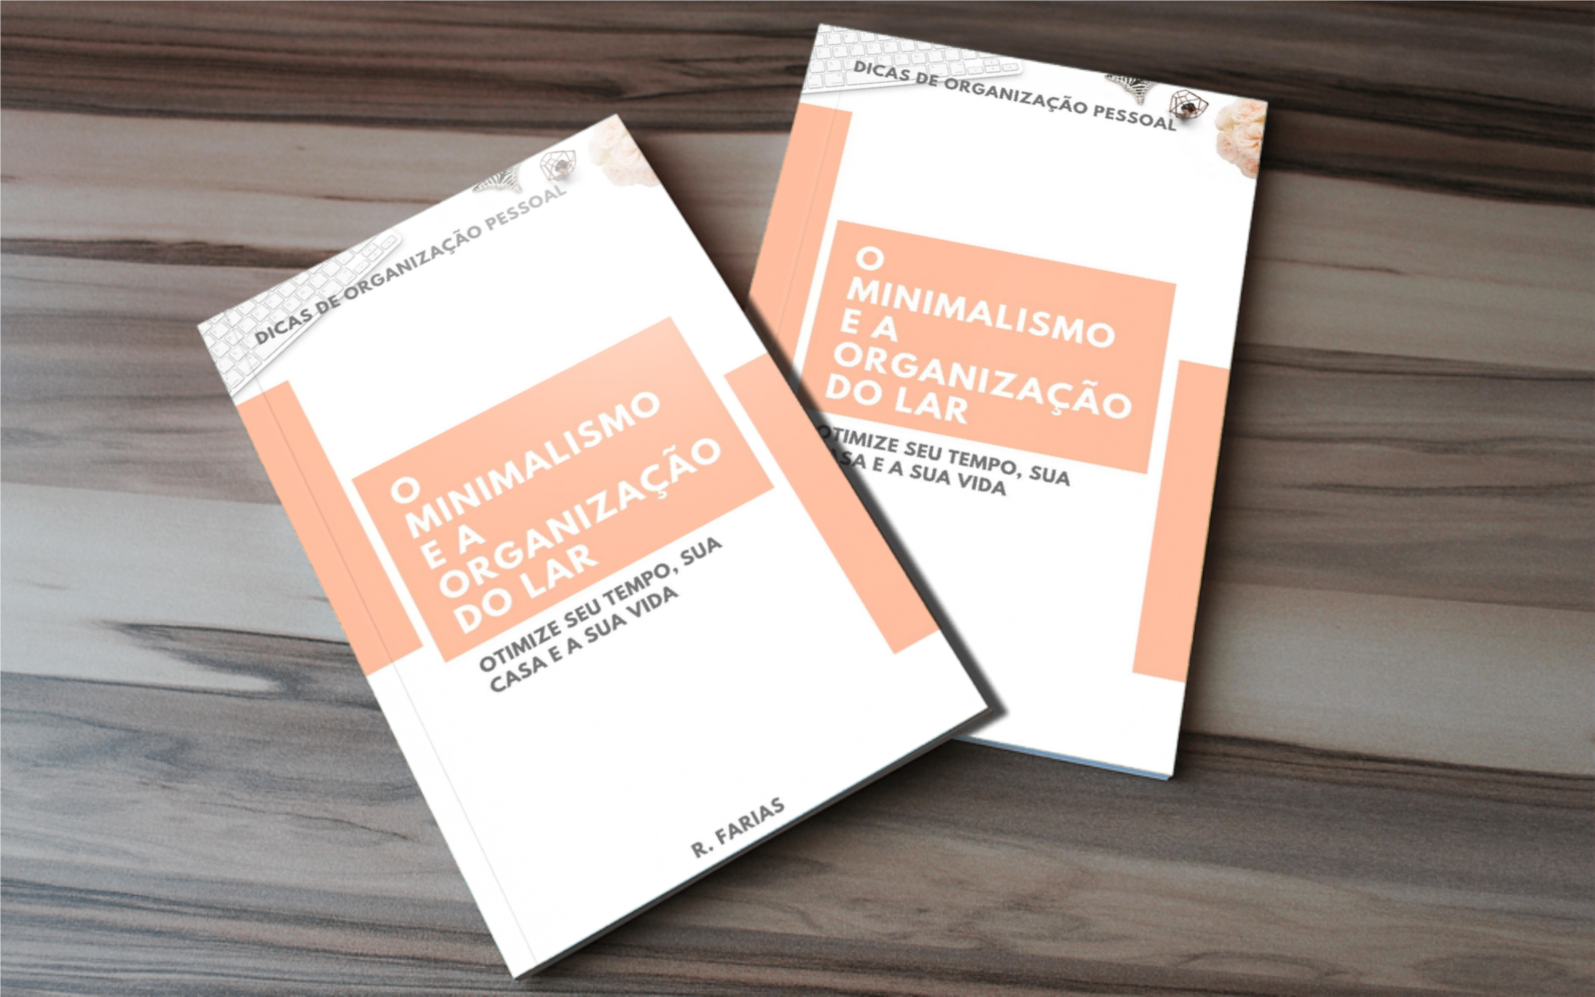 DICAS DE ORGANIZAÇÃO PESSOAL
O
MINIMALISMO
E A
ORGANIZAÇÃO
DO LAR
OTIMIZE SEU TEMPO, SUA
CASA E A SUA VIDA
R. FARIAS
DICAS DE ORGANIZAÇÃO PESSOAL
O
MINIMALISMO
E A
ORGANIZAÇÃO
DO LAR
OTIMIZE SEU TEMPO, SUA
CASA E A SUA VIDA